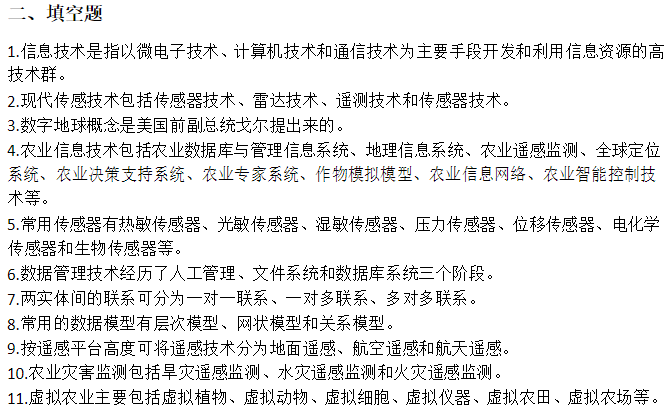 二、填空题
1.信息技术是指以微电子技术、计算机技术和通信技术为主要手段开发和利用信息资源的高
技术群。
2.现代传感技术包括传感器技术、雷达技术、遥测技术和传感器技术。
3.数字地球概念是美国前副总统戈尔提出来的。
4.农业信息技术包括农业数据库与管理信息系统、地理信息系统、农业遥感监测、全球定位
系统、农业决策支持系统、农业专家系统、作物模拟模型、农业信息网络、农业智能控制技
术等。
5.常用传感器有热敏传感器、光敏传感器、湿敏传感器、压力传感器、位移传感器、电化学
传感器和生物传感器等。
6.数据管理技术经历了人工管理、文件系统和数据库系统三个阶段。
7.两实体间的联系可分为一对一联系、一对多联系、多对多联系。
8.常用的数据模型有层次模型、网状模型和关系模型。
9.按遥感平台高度可将遥感技术分为地面遥感、航空遥感和航天遥感。
10.农业灾害监测包括旱灾遥感监测、水灾遥感监测和火灾遥感监测。
11.虚拟农业主要包括虚拟植物、虚拟动物、虚拟细胞、虚拟仪器、虚拟农田、虚拟农场等。